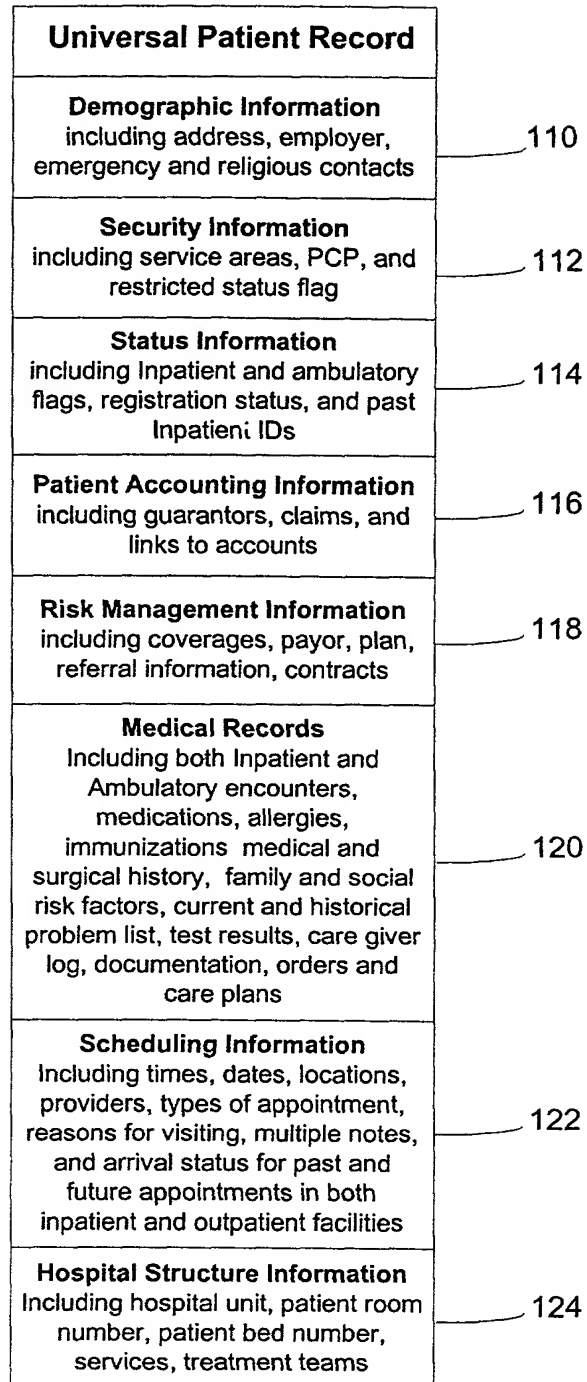 Universal Patient Record
Demographic Information
including address, employer,
emergency and religious contacts
110
Security Information
including service areas, PCP, and
restricted status flag
112
Status Information
including Inpatient and ambulatory
flags, registration status, and past
Inpatient IDs
114
Patient Accounting Information
including guarantors, claims, and
links to accounts
116
Risk Management Information
including coverages, payor, plan,
referral information, contracts
118
Medical Records
Including both Inpatient and
Ambulatory encounters,
medications, allergies,
immunizations medical and
surgical history, family and social
risk factors, current and historical
problem list, test results, care giver
log, documentation, orders and
care plans
120
Scheduling Information
Including times, dates, locations,
providers, types of appointment,
reasons for visiting, multiple notes,
and arrival status for past and
future appointments in both
inpatient and outpatient facilities
122
Hospital Structure Information
Including hospital unit, patient room
number, patient bed number,
services, treatment teams
124